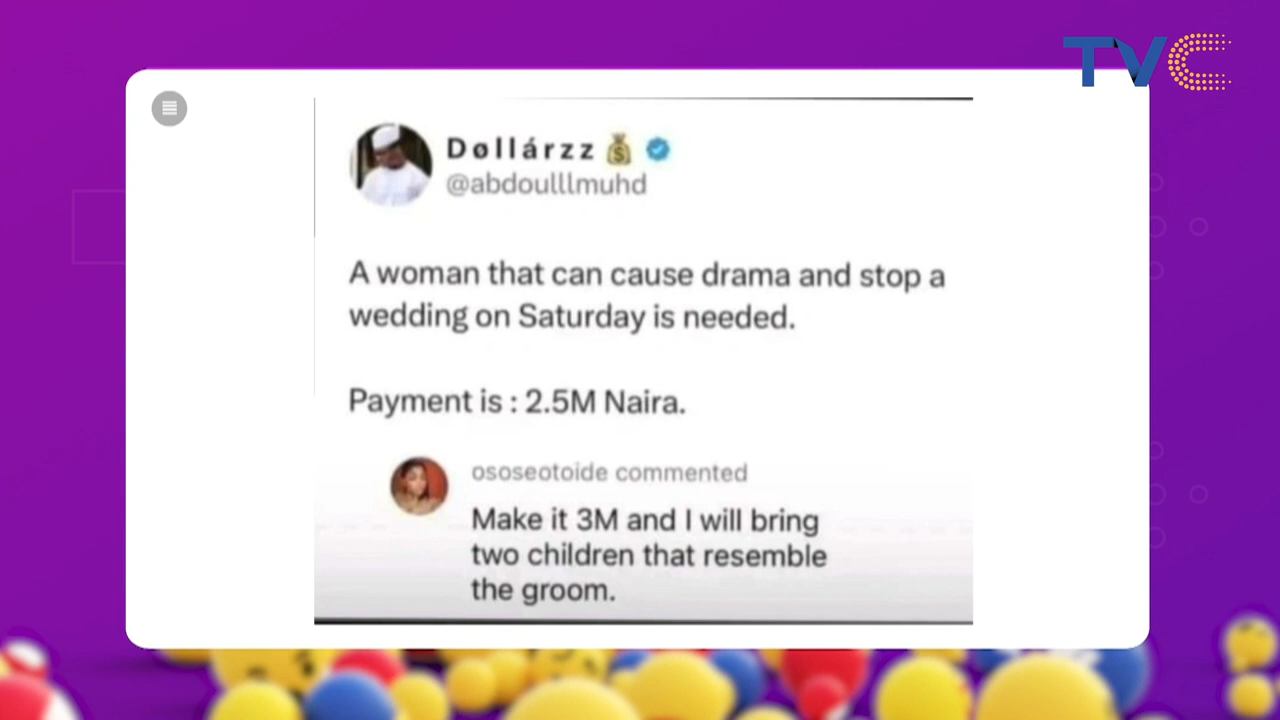 TVC
Døllárzz 💰
@abdoulllmuhd
A woman that can cause drama and stop a
wedding on Saturday is needed.
Payment is : 2.5M Naira.
ososeotoide commented
Make it 3M and I will bring
two children that resemble
the groom.